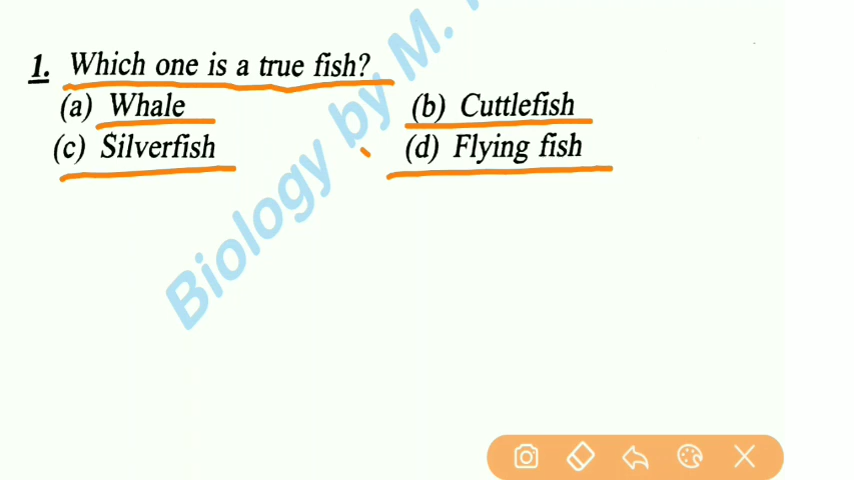 1. Which one is a true fish?
(a) Whale (b) Cuttlefish
(c) Silverfish (d) Flying fish
Biology by M.